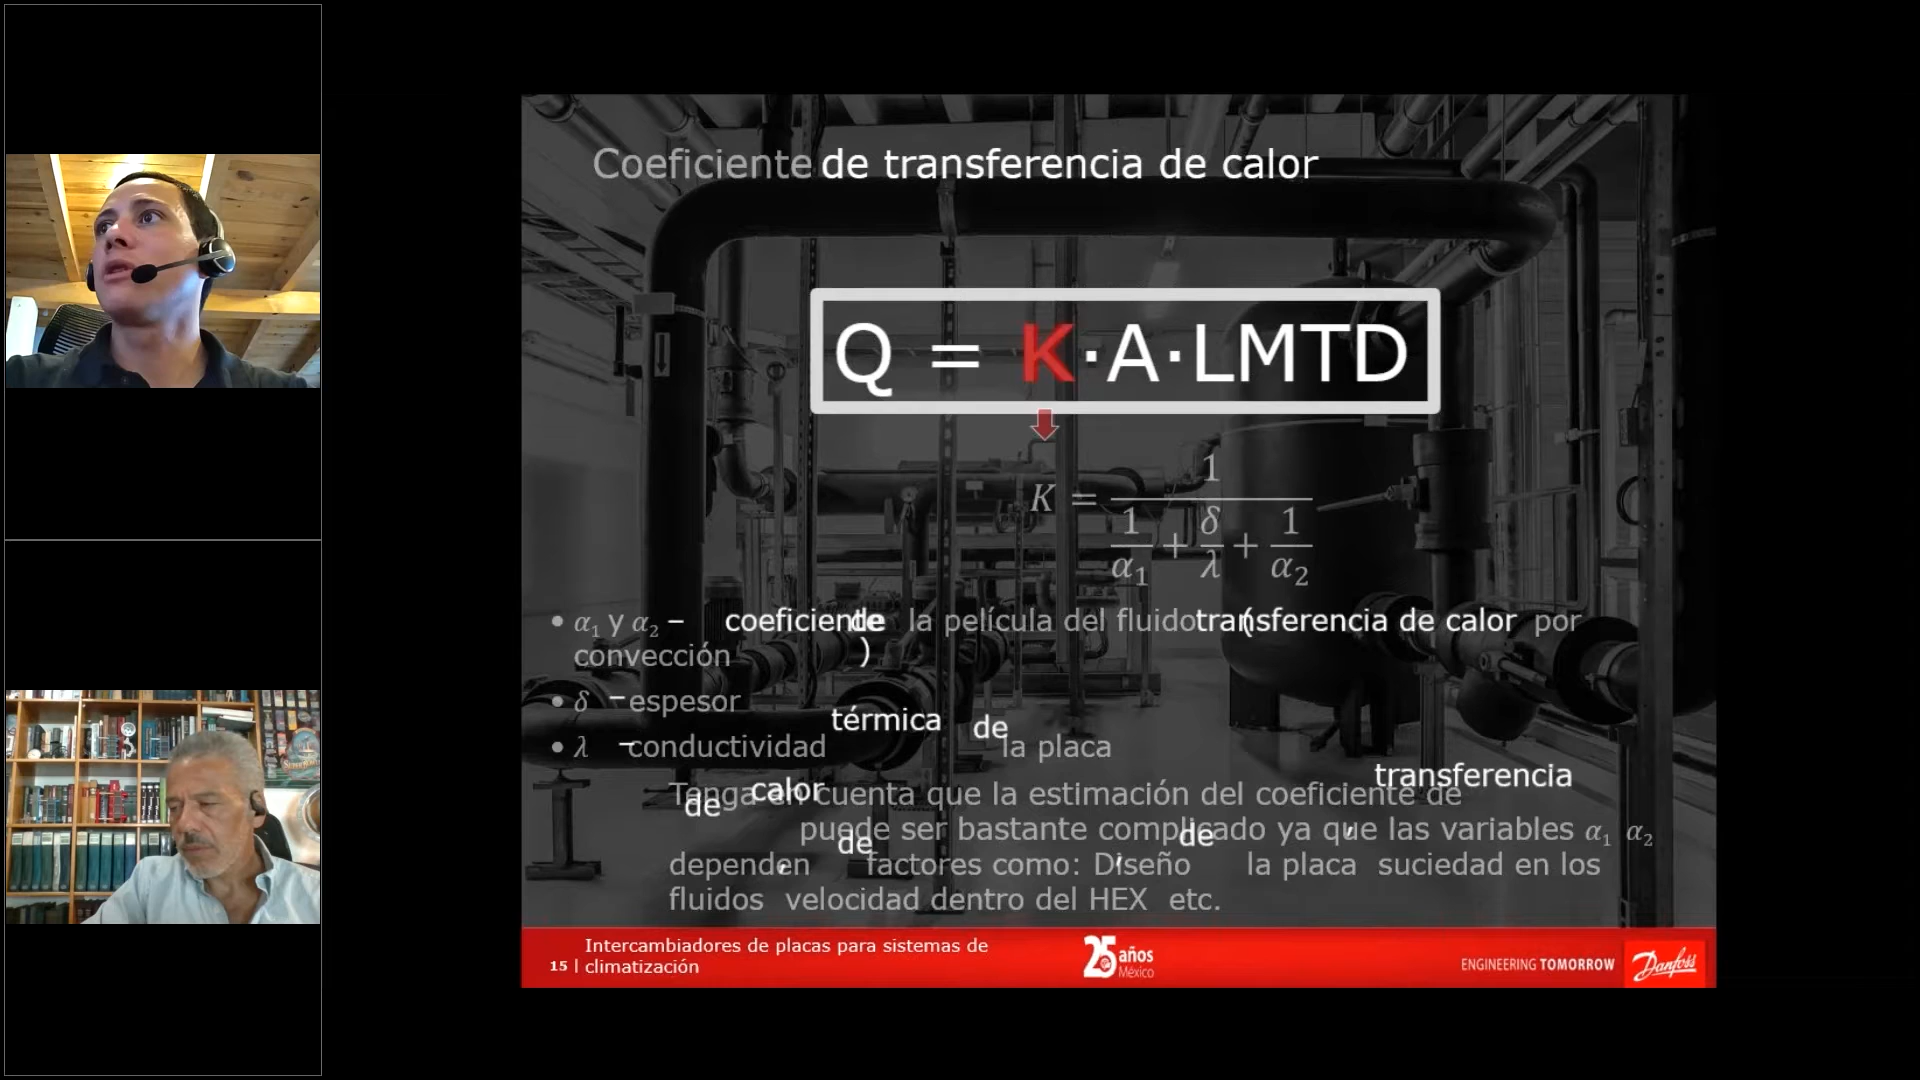 Coeficiente de transferencia de calor
Q = K·A·LMTD
K = 1 / (1/α₁ + δ/λ + 1/α₂)
• α₁ y α₂ – coeficiente de la película del fluido (transferencia de calor por
convección)
• δ – espesor
• λ – conductividad térmica de la placa
Tenga en cuenta que la estimación del coeficiente de transferencia
de calor puede ser bastante complicado ya que las variables α₁, α₂
dependen de factores como: Diseño de la placa, suciedad en los
fluidos, velocidad dentro del HEX, etc.
15 | Intercambiadores de placas para sistemas de
climatización
25 años
México
ENGINEERING TOMORROW
Danfoss